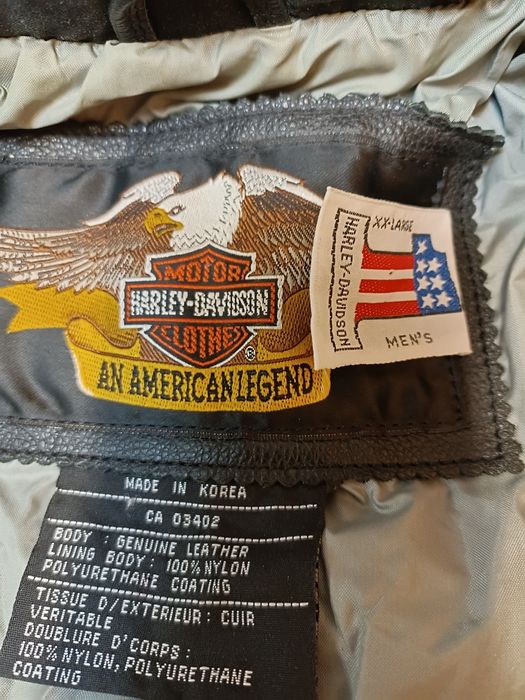 MOTOR
HARLEY-DAVIDSON
CLOTHES
®
AN AMERICAN LEGEND
XX-LARGE
HARLEY-DAVIDSON
MEN'S
MADE IN KOREA
CA 03402
BODY : GENUINE LEATHER
LINING BODY : 100% NYLON
POLYURETHANE COATING
TISSUE D/EXTERIEUR : CUIR
VERITABLE
DOUBLURE D'CORPS :
100% NYLON, POLYURETHANE
COATING